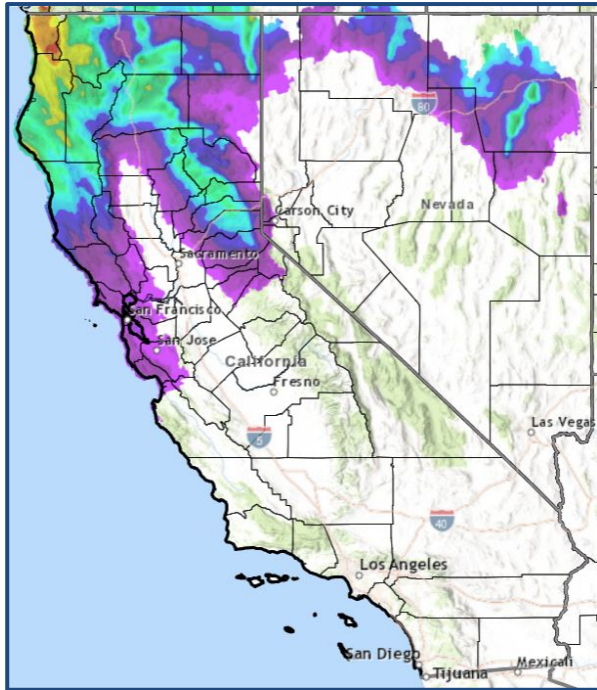 80
Carson City
Nevada
Sacramento
San Francisco
San Jose
California
Fresno
Las Vegas
5
40
Los Angeles
San Diego
Tijuana
Mexicali